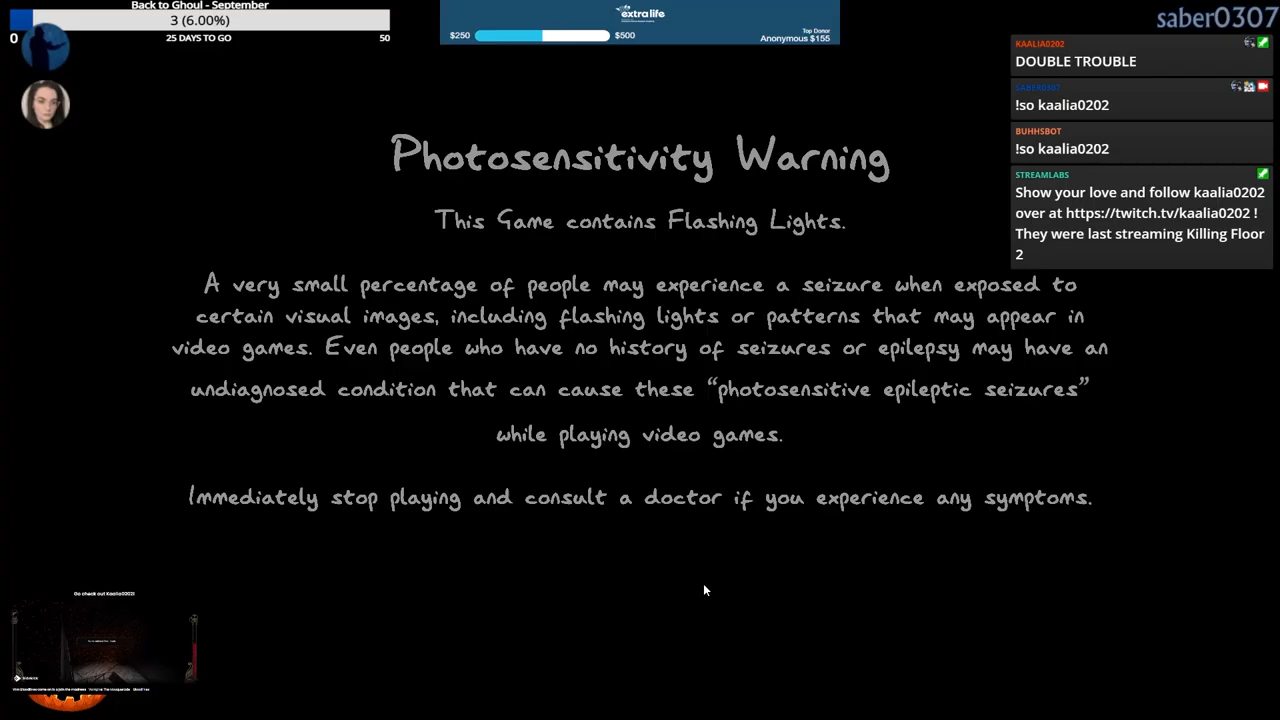 Back to Ghoul - September
3 (6.00%)
0
25 DAYS TO GO
50
extra life
$250
$500
Top Donor
Anonymous $155
saber0307
KAALIA0202
DOUBLE TROUBLE
SABER0307
!so kaalia0202
BUHHSBOT
!so kaalia0202
STREAMLABS
Show your love and follow kaalia0202
over at https://twitch.tv/kaalia0202 !
They were last streaming Killing Floor
2
Photosensitivity Warning
This Game contains Flashing Lights.
A very small percentage of people may experience a seizure when exposed to
certain visual images, including flashing lights or patterns that may appear in
video games. Even people who have no history of seizures or epilepsy may have an
undiagnosed condition that can cause these “photosensitive epileptic seizures”
while playing video games.
Immediately stop playing and consult a doctor if you experience any symptoms.
Go check out Kaalia0202!